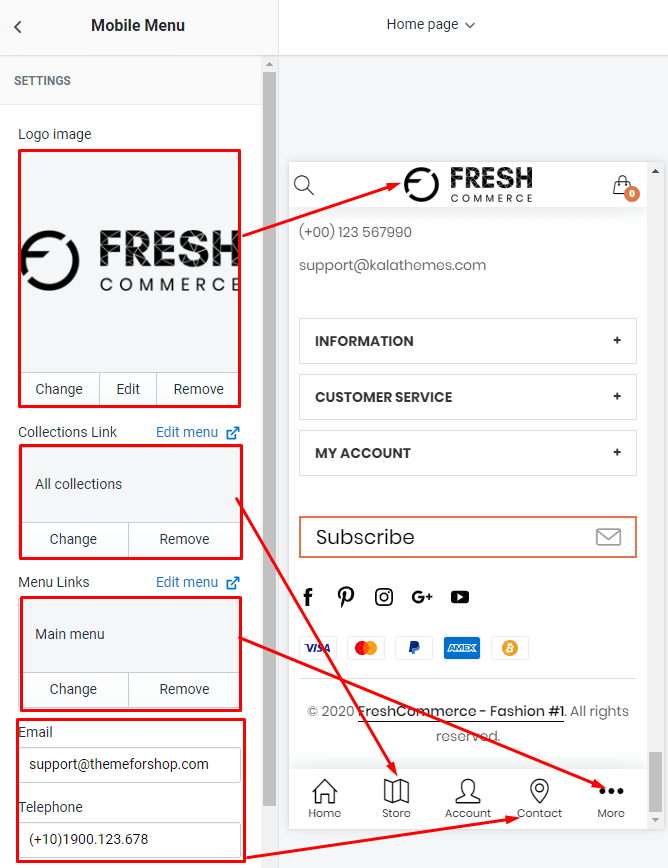 Mobile Menu
Home page
SETTINGS
Logo image
FRESH
COMMERCE
Change Edit Remove
Collections Link Edit menu
All collections
Change Remove
Menu Links Edit menu
Main menu
Change Remove
Email
support@themeforshop.com
Telephone
(+10)1900.123.678
FRESH
COMMERCE
0
(+00) 123 567990
support@kalathemes.com
INFORMATION +
CUSTOMER SERVICE +
MY ACCOUNT +
Subscribe
VISA AMEX
© 2020 FreshCommerce - Fashion #1. All rights
reserved.
Home Store Account Contact More